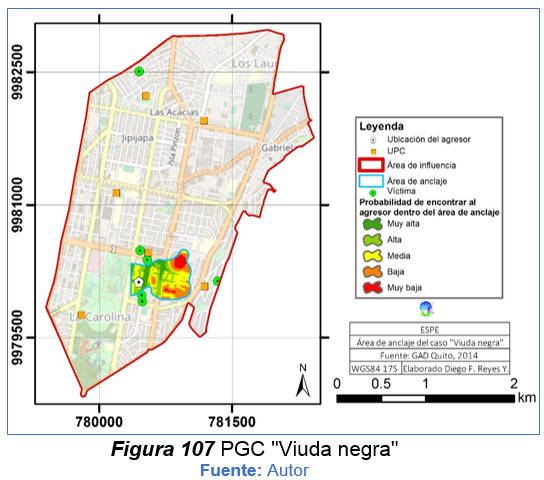 9982500
9981000
9979500
780000
781500
Los Laur
Las Acacias
Jipijapa
Ala Pinzon
Gabriel
La Carolina
N
Leyenda
Ubicación del agresor
UPC
Área de influencia
Área de anclaje
Víctima
Probabilidad de encontrar al
agresor dentro del área de anclaje
Muy alta
Alta
Media
Baja
Muy baja
ESPE
Área de anclaje del caso "Viuda negra"
Fuente: GAD Quito, 2014
WGS84 17S Elaborado Diego F. Reyes Y.
0 0.5 1 2
km
Figura 107 PGC "Viuda negra"
Fuente: Autor